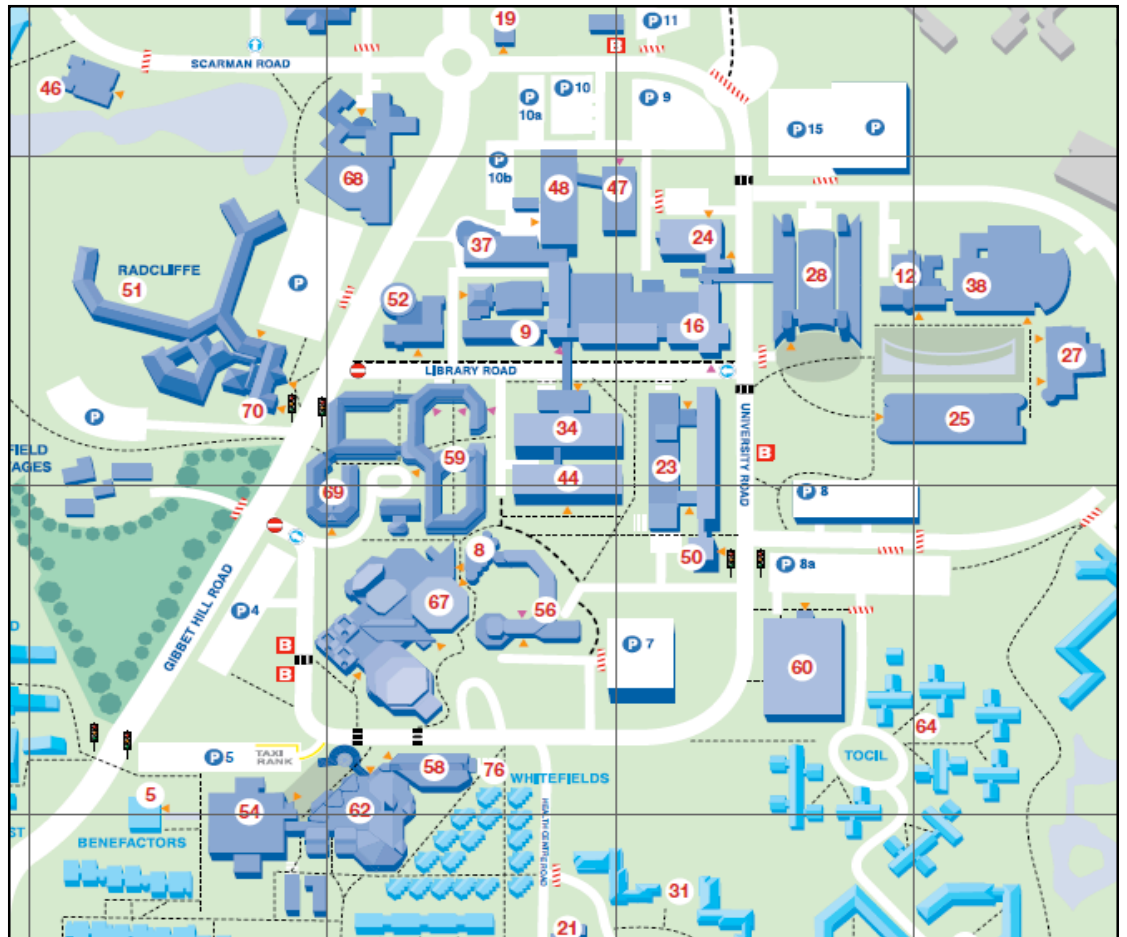 19
P 11
B
SCARMAN ROAD
46
P 10a
P 10
P 9
P 15
P
P 10b
68
48
47
37
24
RADCLIFFE
51
P
52
28
12
38
9
16
27
LIBRARY ROAD
70
P
34
25
UNIVERSITY ROAD
B
FIELD
AGES
59
44
23
69
P 8
8
50
P 8a
GIBBET HILL ROAD
P 4
67
56
B
B
P 7
60
64
P 5
TAXI
RANK
58
76
WHITEFIELDS
TOCIL
5
54
62
HEALTH CENTRE ROAD
ST
BENEFACTORS
31
21